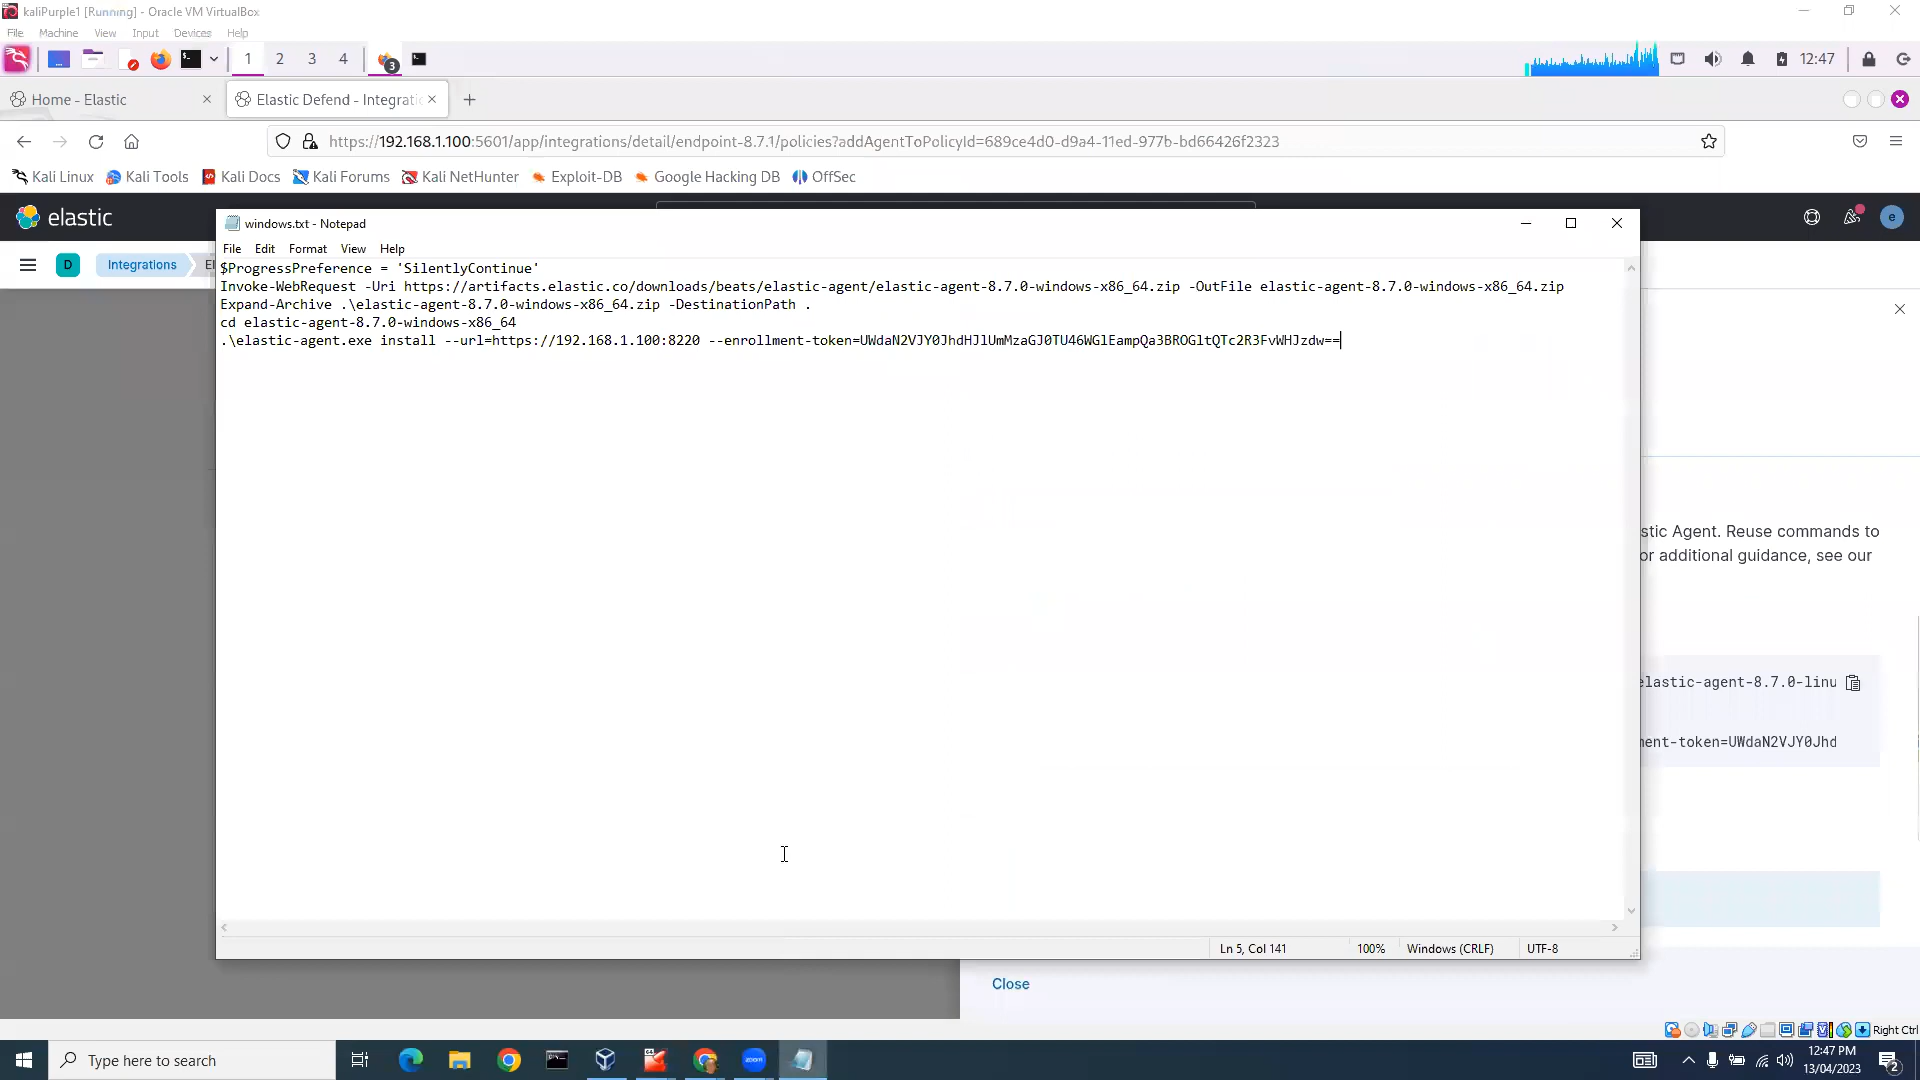 kaliPurple1 [Running] - Oracle VM VirtualBox
File Machine View Input Devices Help
1 2 3 4 3 12:47
Home - Elastic Elastic Defend - Integrati
https://192.168.1.100:5601/app/integrations/detail/endpoint-8.7.1/policies?addAgentToPolicyId=689ce4d0-d9a4-11ed-977b-bd66426f2323
Kali Linux Kali Tools Kali Docs Kali Forums Kali NetHunter Exploit-DB Google Hacking DB OffSec
elastic e
D Integrations El
windows.txt - Notepad
File Edit Format View Help
$ProgressPreference = 'SilentlyContinue'
Invoke-WebRequest -Uri https://artifacts.elastic.co/downloads/beats/elastic-agent/elastic-agent-8.7.0-windows-x86_64.zip -OutFile elastic-agent-8.7.0-windows-x86_64.zip
Expand-Archive .\elastic-agent-8.7.0-windows-x86_64.zip -DestinationPath .
cd elastic-agent-8.7.0-windows-x86_64
.\elastic-agent.exe install --url=https://192.168.1.100:8220 --enrollment-token=UWdaN2VJY0JhdHJlUmMzaGJ0TU46WGlEampQa3BROGltQTc2R3FvWHJzdw==
Ln 5, Col 141 100% Windows (CRLF) UTF-8
stic Agent. Reuse commands to
or additional guidance, see our
elastic-agent-8.7.0-linu
ment-token=UWdaN2VJY0Jhd
Close
Right Ctrl
Type here to search
zoom
12:47 PM
13/04/2023
2